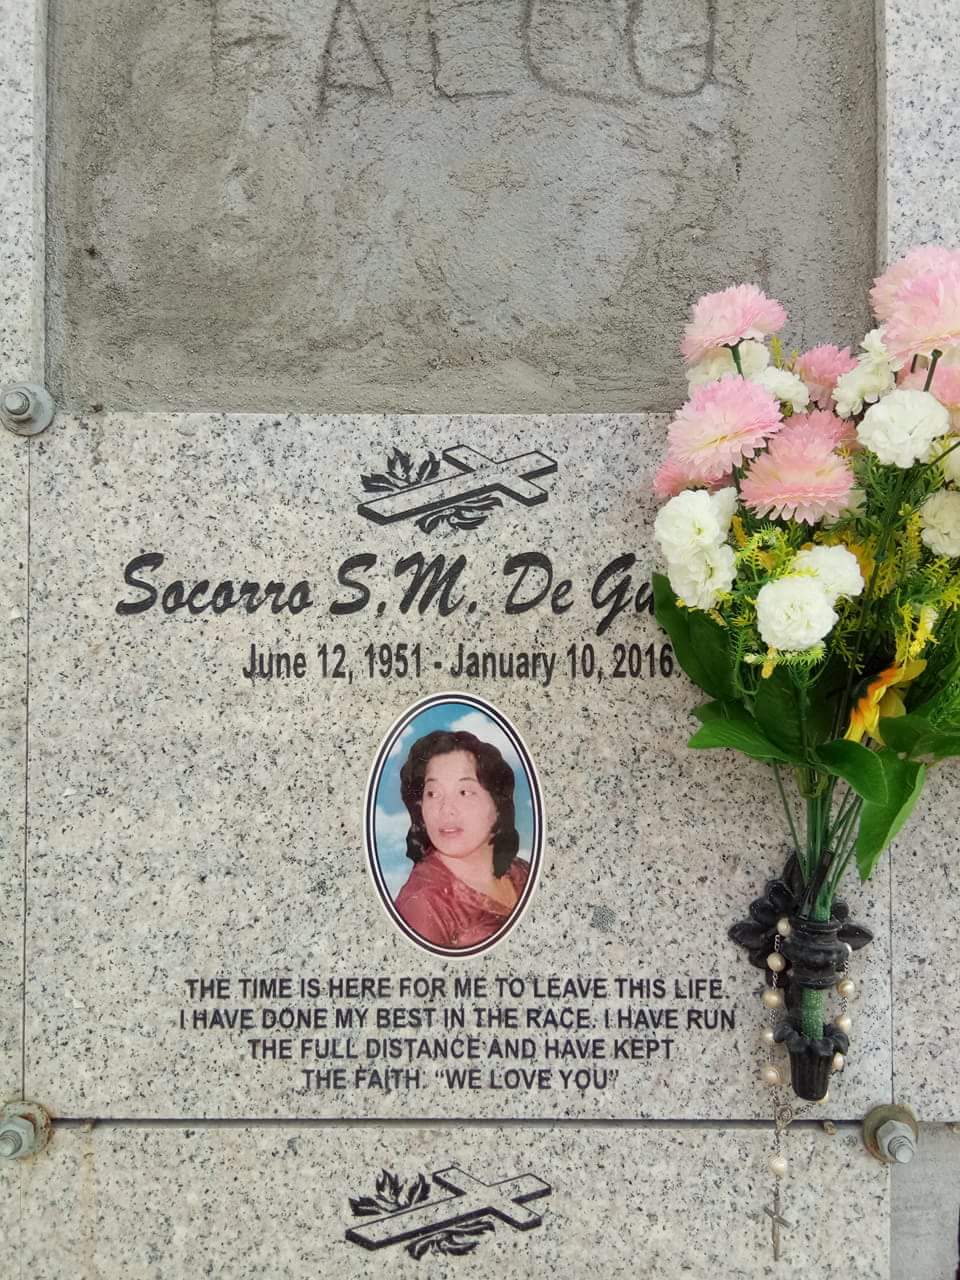 FALCO
Socorro S.M. De Gu
June 12, 1951 - January 10, 2016.
THE TIME IS HERE FOR ME TO LEAVE THIS LIFE.
I HAVE DONE MY BEST IN THE RACE. I HAVE RUN
THE FULL DISTANCE AND HAVE KEPT
THE FAITH. “WE LOVE YOU”